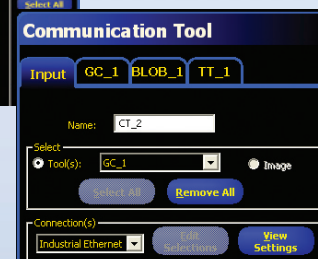 Select All
Communication Tool
Input GC_1 BLOB_1 TT_1
Name: CT_2
Select
Tool(s): GC_1 Image
Select All Remove All
Connection(s)
Industrial Ethernet Edit Selections View Settings